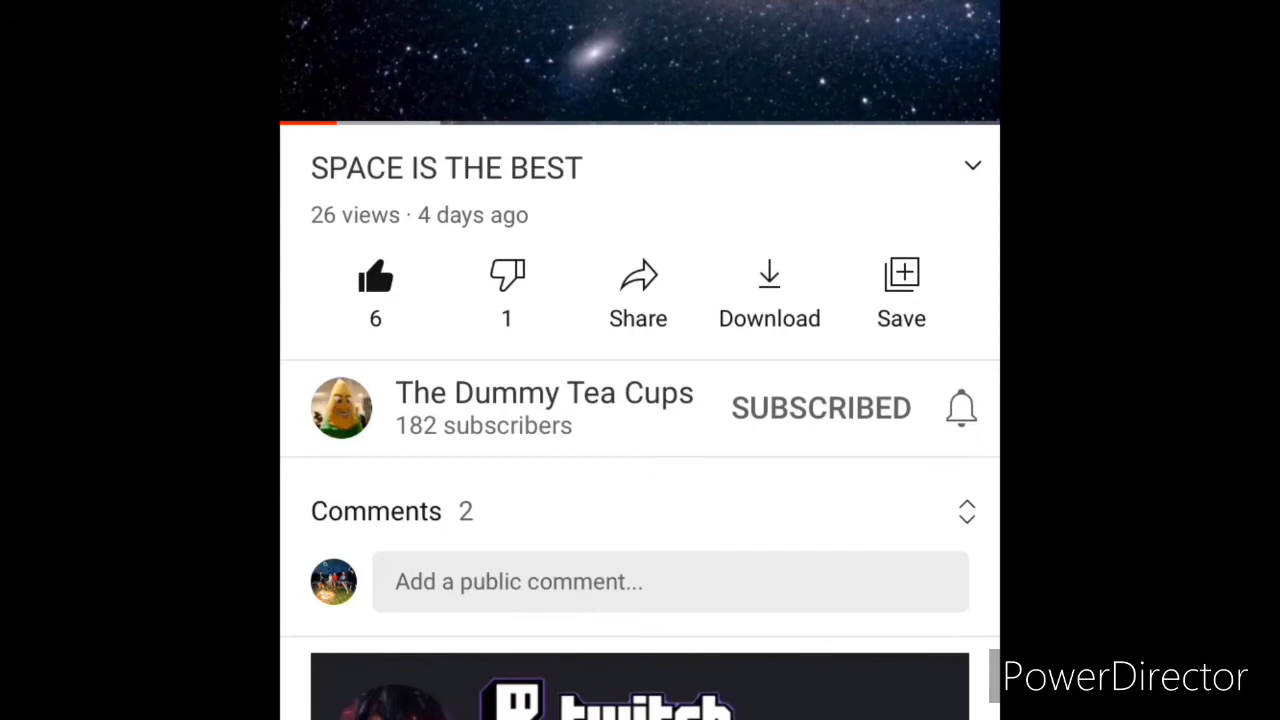 SPACE IS THE BEST
26 views · 4 days ago
6
1
Share
Download
Save
The Dummy Tea Cups
182 subscribers
SUBSCRIBED
Comments 2
Add a public comment...
twitch
PowerDirector